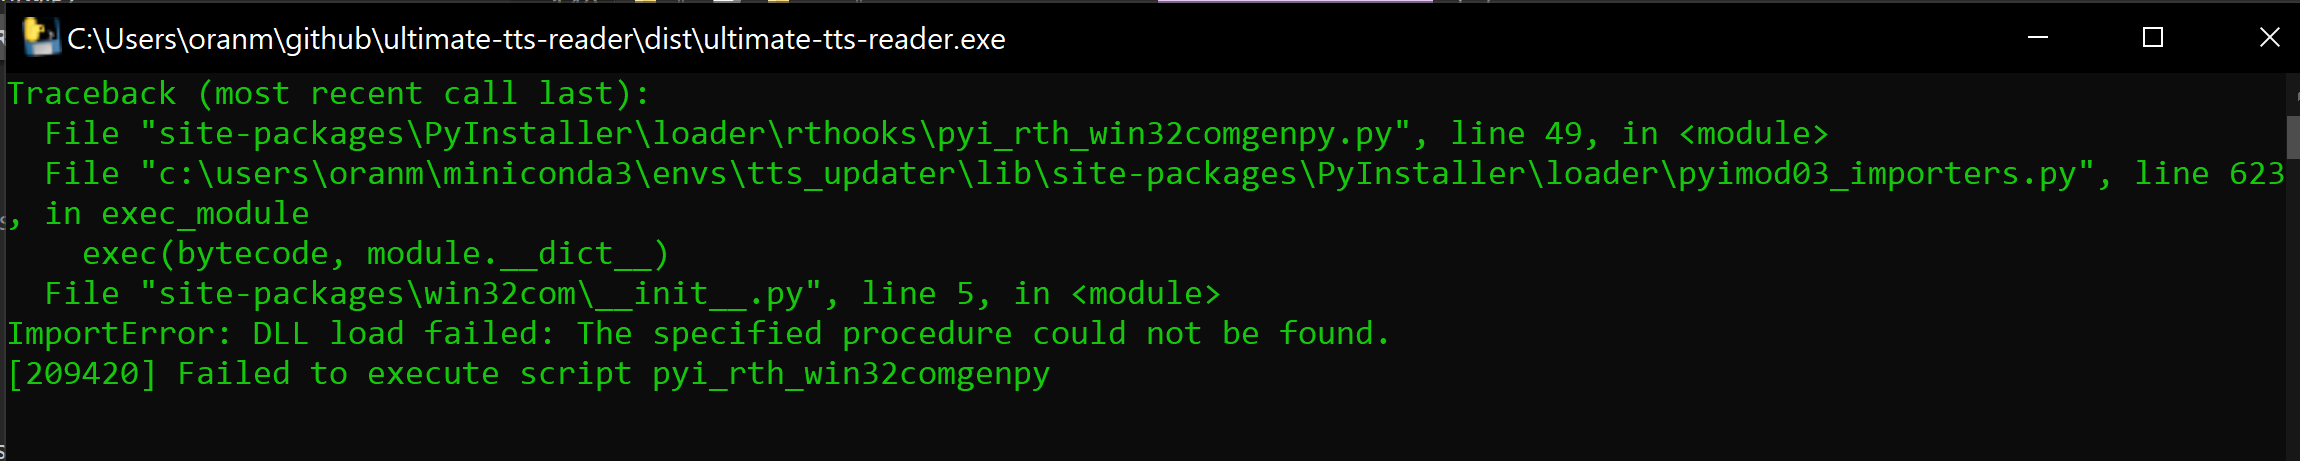 C:\Users\oranm\github\ultimate-tts-reader\dist\ultimate-tts-reader.exe
Traceback (most recent call last):
  File "site-packages\PyInstaller\loader\rthooks\pyi_rth_win32comgenpy.py", line 49, in <module>
  File "c:\users\oranm\miniconda3\envs\tts_updater\lib\site-packages\PyInstaller\loader\pyimod03_importers.py", line 623
, in exec_module
    exec(bytecode, module.__dict__)
  File "site-packages\win32com\__init__.py", line 5, in <module>
ImportError: DLL load failed: The specified procedure could not be found.
[209420] Failed to execute script pyi_rth_win32comgenpy